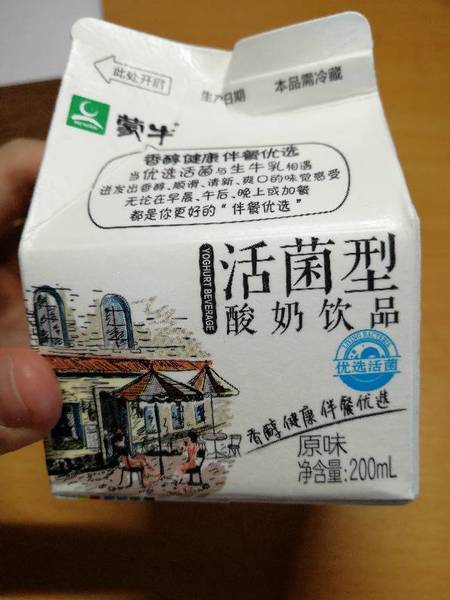 此处开启
生产日期
本品需冷藏
蒙牛
香醇健康伴餐优选
当优选活菌与生牛乳相遇
迸发出香醇、顺滑、清新、爽口的味觉感受
无论在早晨、午后、晚上或加餐
都是你更好的“伴餐优选”
YOGHURT BEVERAGE
活菌型
酸奶饮品
LIVING BACTERIA
优选活菌
香醇 健康 伴餐优选
原味
净含量:200mL